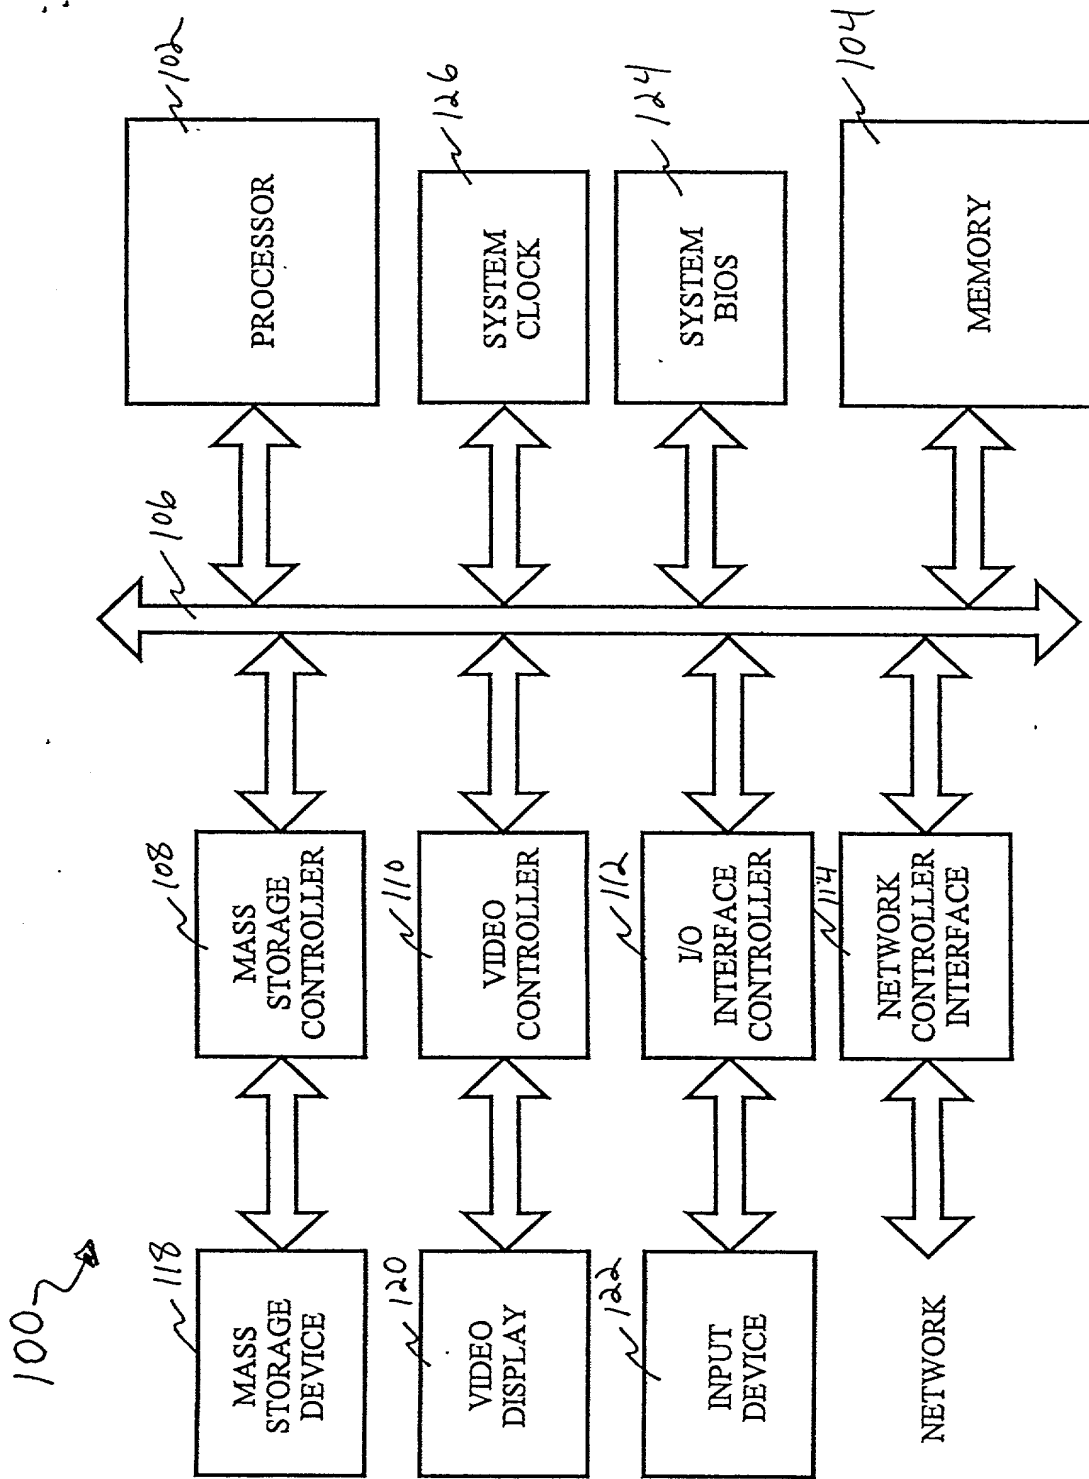 100
118
MASS
STORAGE
DEVICE
120
VIDEO
DISPLAY
122
INPUT
DEVICE
NETWORK
108
MASS
STORAGE
CONTROLLER
110
VIDEO
CONTROLLER
112
I/O
INTERFACE
CONTROLLER
114
NETWORK
CONTROLLER
INTERFACE
106
102
PROCESSOR
126
SYSTEM
CLOCK
124
SYSTEM
BIOS
104
MEMORY